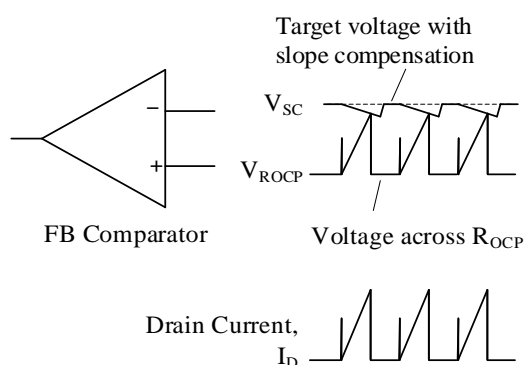 Target voltage with
slope compensation
−
V_SC
+
V_ROCP
FB Comparator
Voltage across R_OCP
Drain Current,
I_D